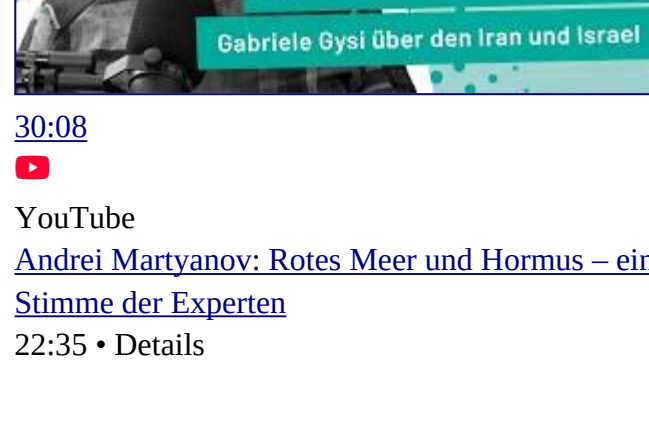 Gabriele Gysi über den Iran und Israel
30:08
YouTube
Andrei Martyanov: Rotes Meer und Hormus – ein
Stimme der Experten
22:35 • Details